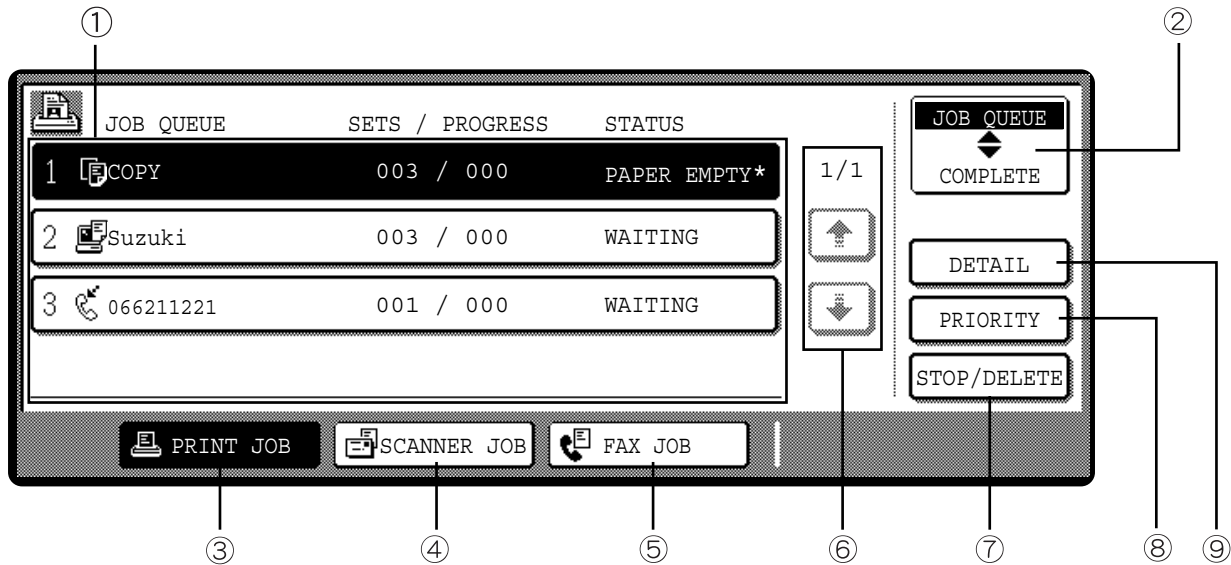 ① ②
JOB QUEUE SETS / PROGRESS STATUS
1 COPY 003 / 000 PAPER EMPTY*
2 Suzuki 003 / 000 WAITING
3 066211221 001 / 000 WAITING
1/1
JOB QUEUE
COMPLETE
DETAIL
PRIORITY
STOP/DELETE
PRINT JOB SCANNER JOB FAX JOB
③ ④ ⑤ ⑥ ⑦ ⑧ ⑨